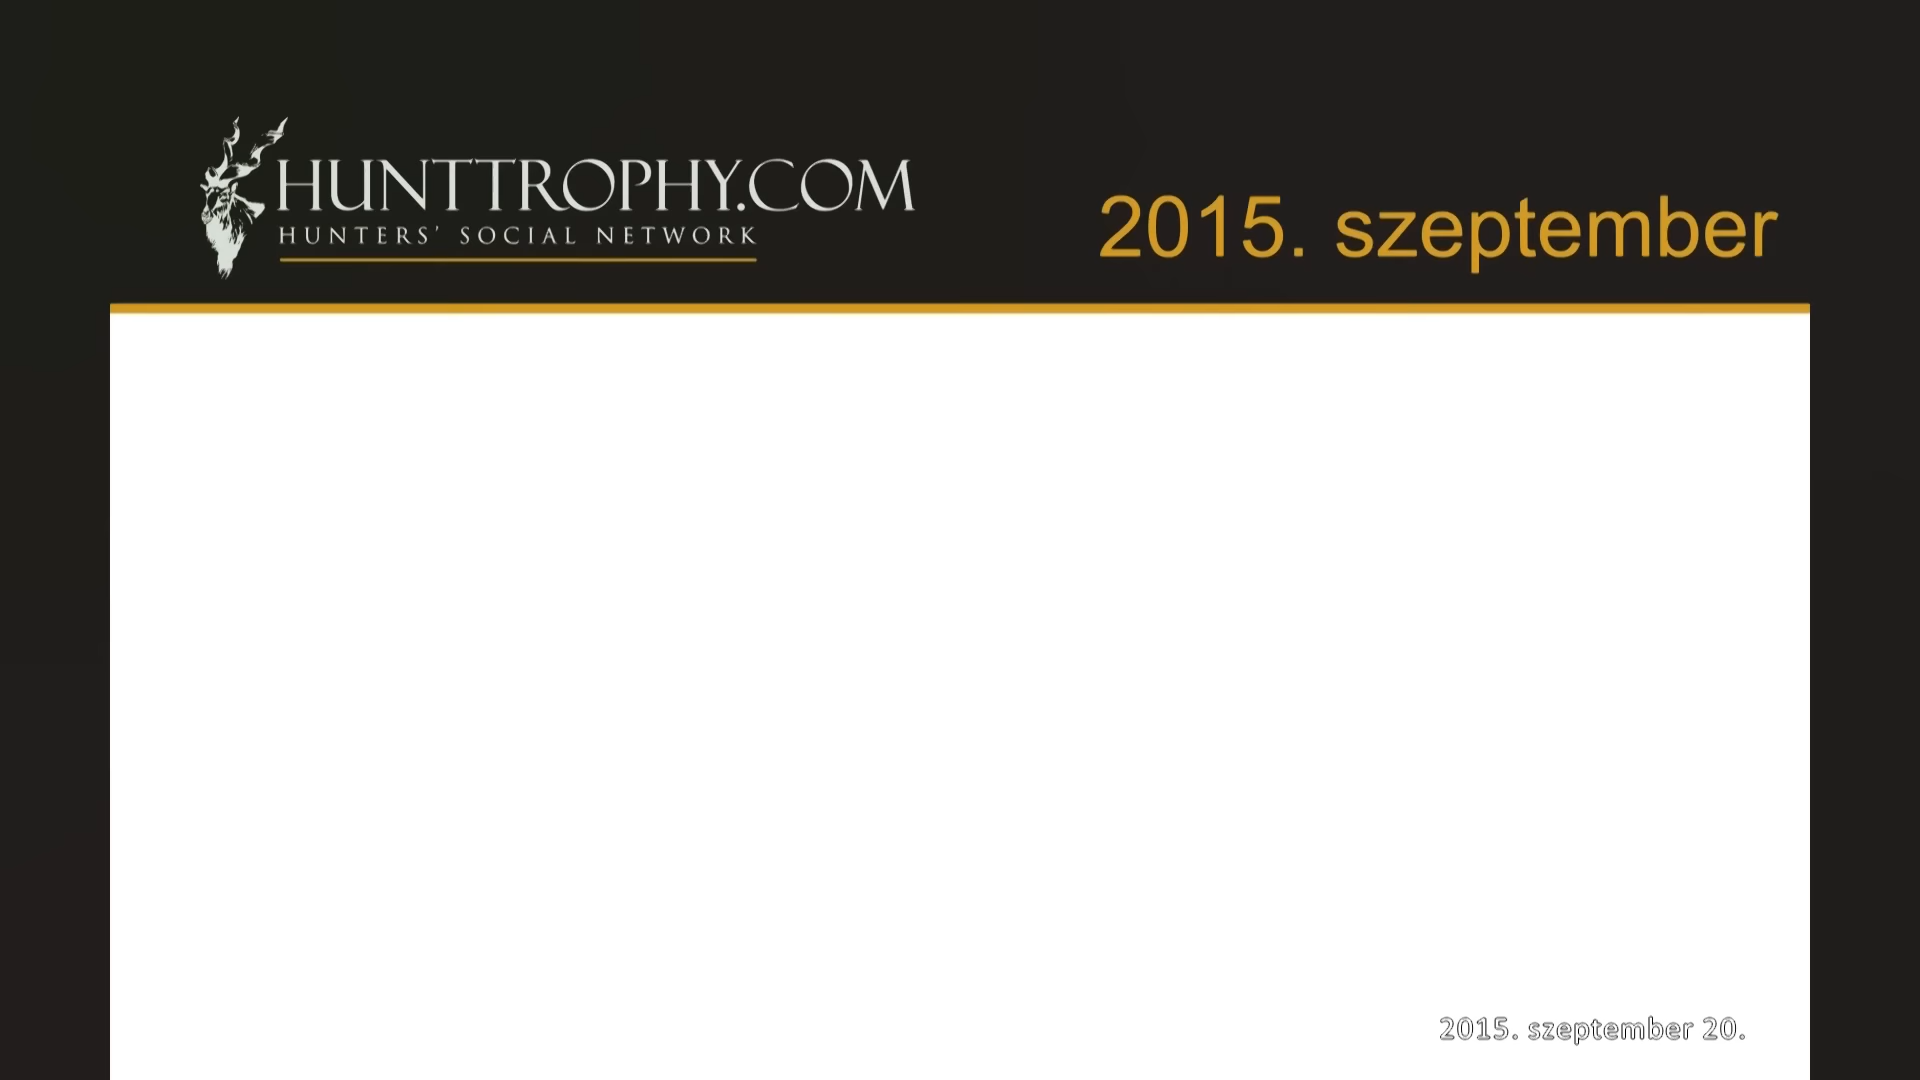 HUNTTROPHY.COM
HUNTERS' SOCIAL NETWORK
2015. szeptember
2015. szeptember 20.